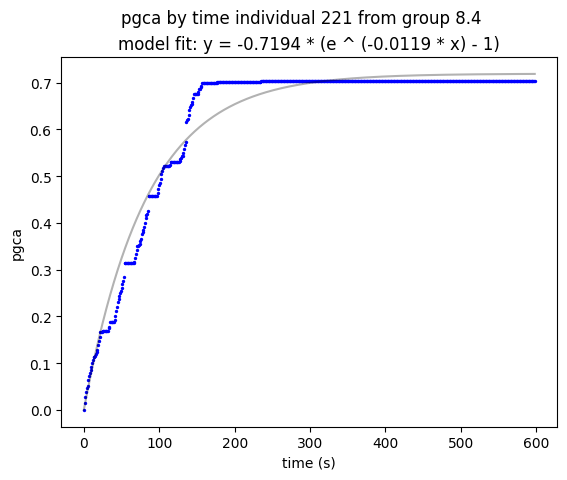 pgca by time individual 221 from group 8.4
model fit: y = -0.7194 * (e ^ (-0.0119 * x) - 1)
0.7
0.6
0.5
0.4
0.3
0.2
0.1
0.0
pgca
0 100 200 300 400 500 600
time (s)